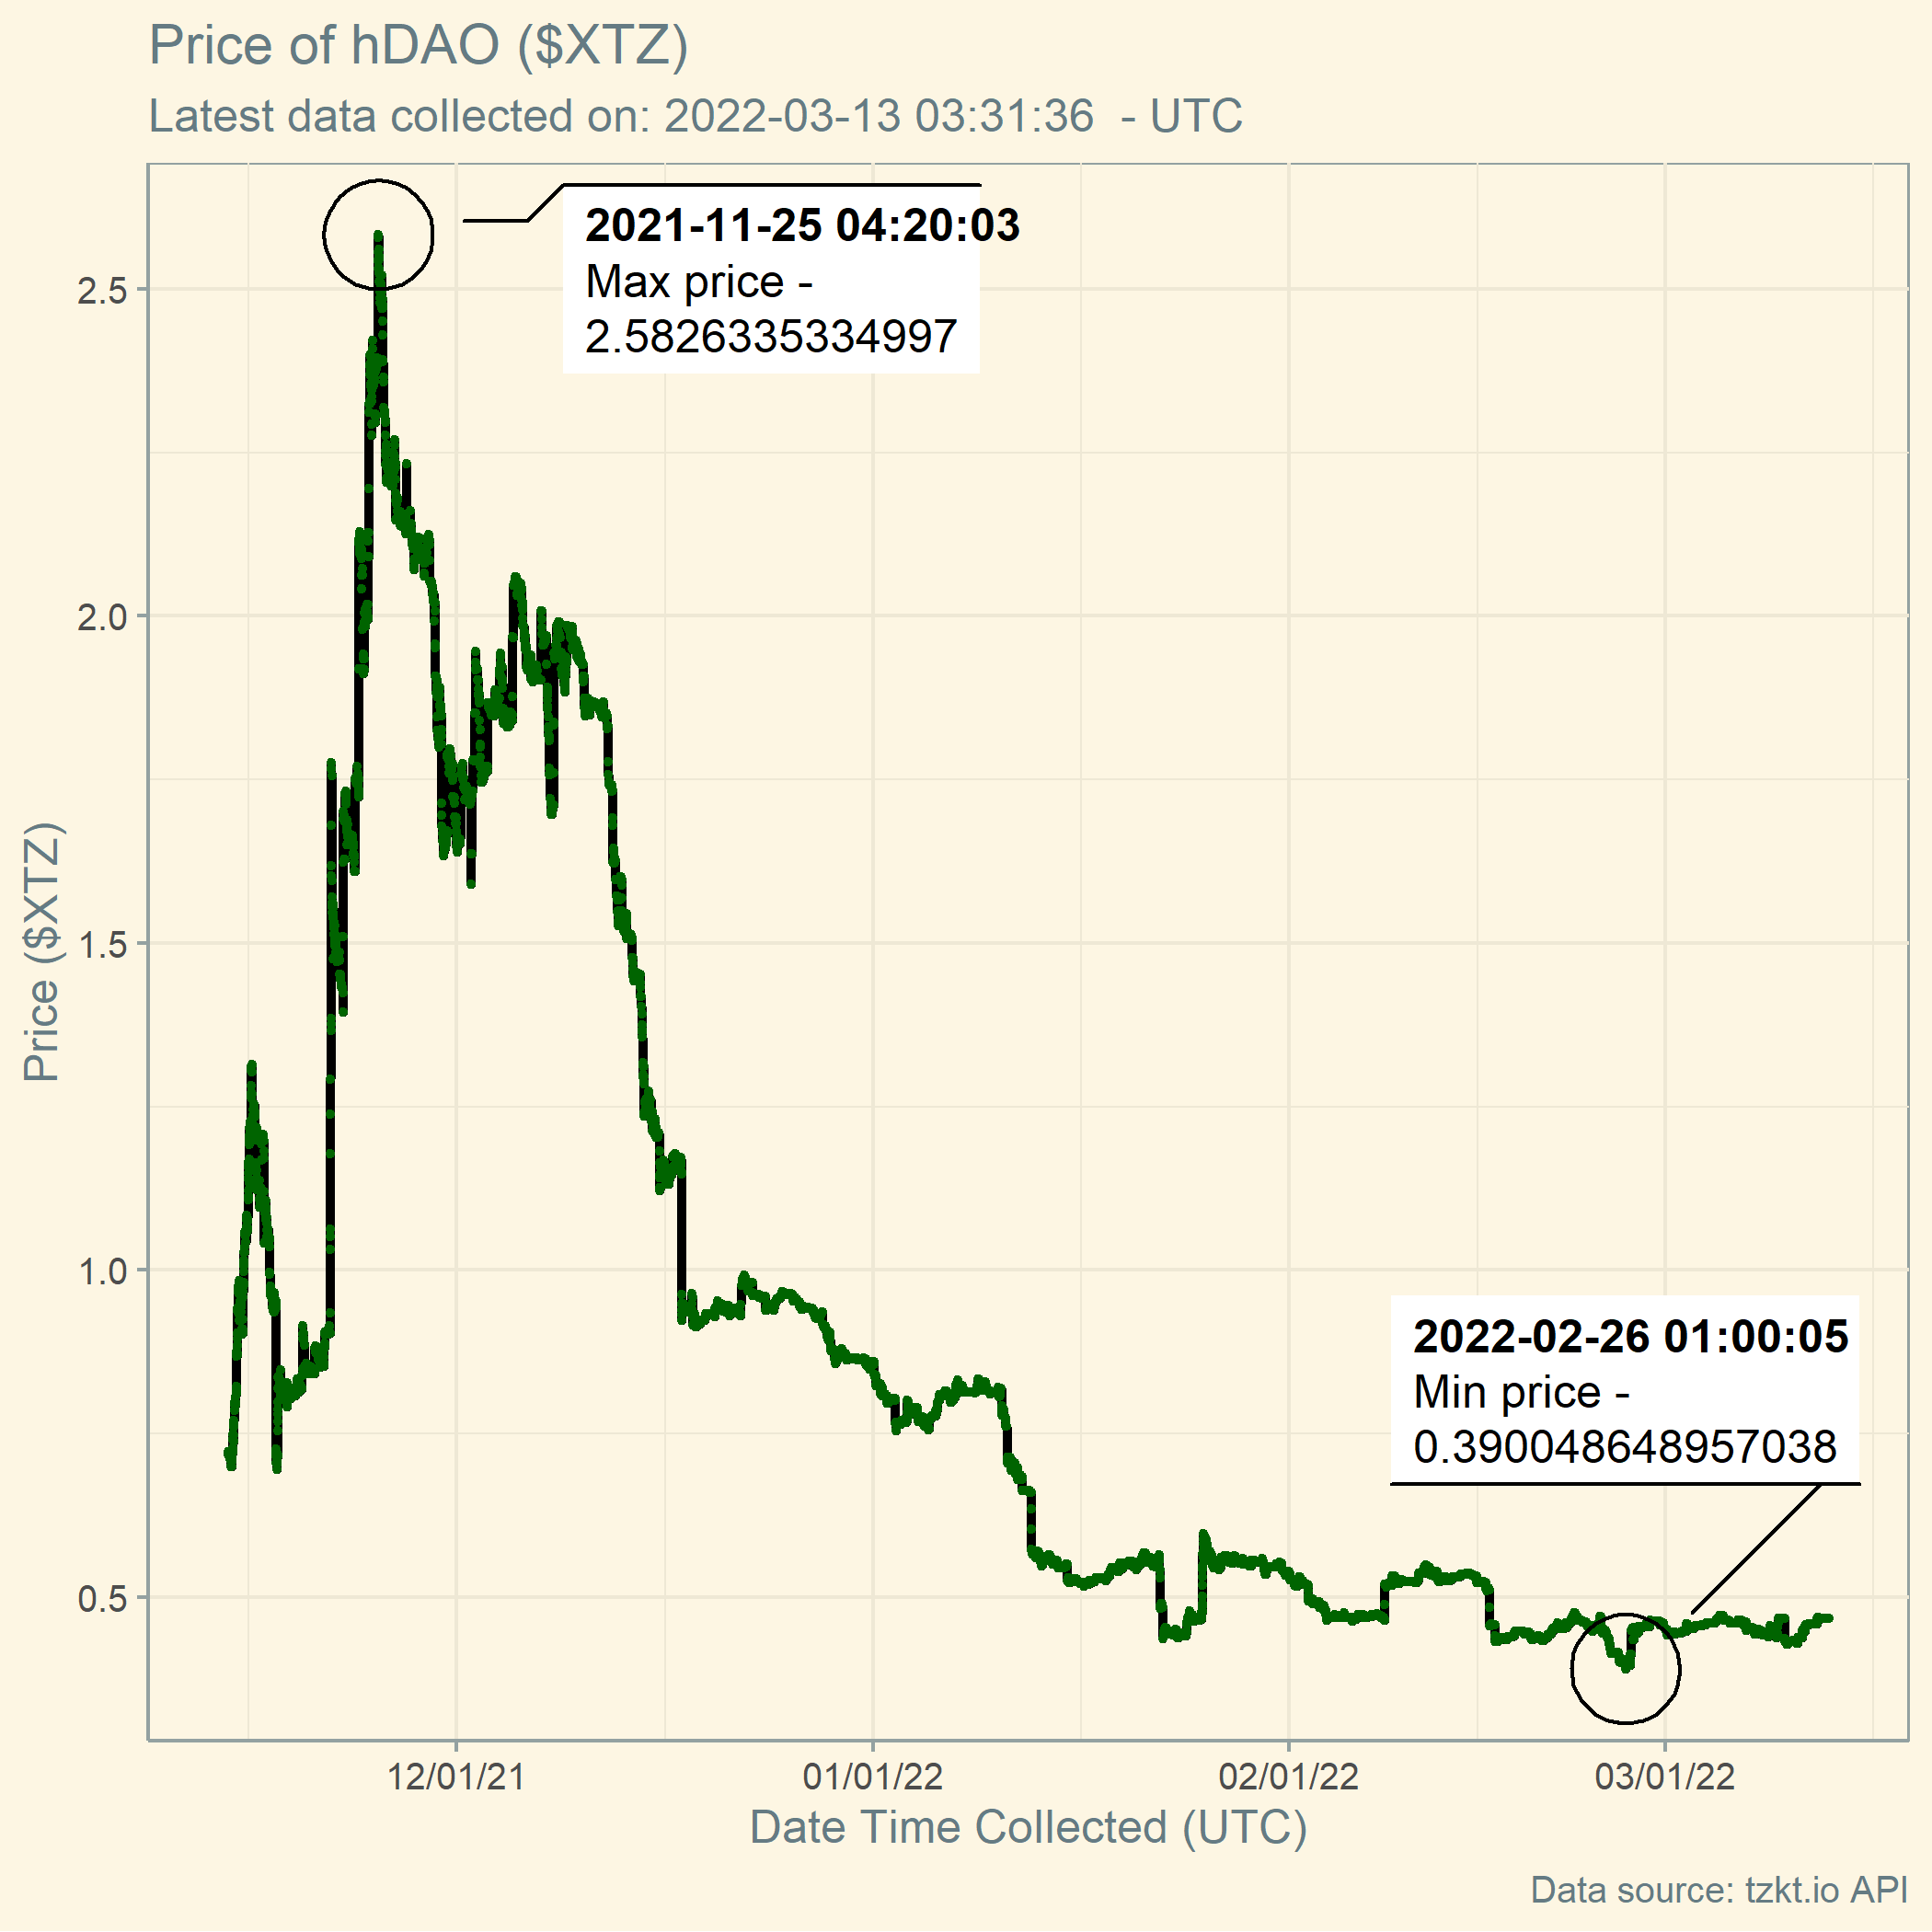 Price of hDAO ($XTZ)
Latest data collected on: 2022-03-13 03:31:36  - UTC
2021-11-25 04:20:03
Max price -
2.5826335334997
2.5
2.0
1.5
1.0
0.5
Price ($XTZ)
2022-02-26 01:00:05
Min price -
0.390048648957038
12/01/21
01/01/22
02/01/22
03/01/22
Date Time Collected (UTC)
Data source: tzkt.io API